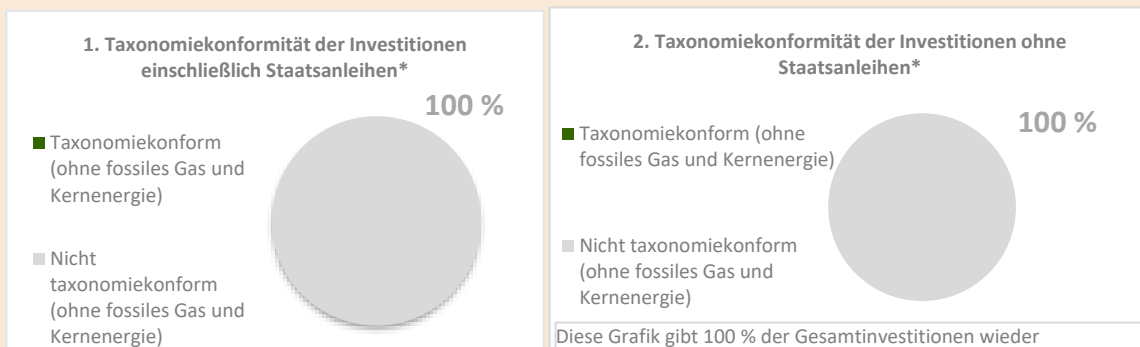 1. Taxonomiekonformität der Investitionen
einschließlich Staatsanleihen*
100 %
Taxonomiekonform
(ohne fossiles Gas und
Kernenergie)
Nicht
taxonomiekonform
(ohne fossiles Gas und
Kernenergie)
2. Taxonomiekonformität der Investitionen ohne
Staatsanleihen*
100 %
Taxonomiekonform (ohne
fossiles Gas und Kernenergie)
Nicht taxonomiekonform
(ohne fossiles Gas und
Kernenergie)
Diese Grafik gibt 100 % der Gesamtinvestitionen wieder